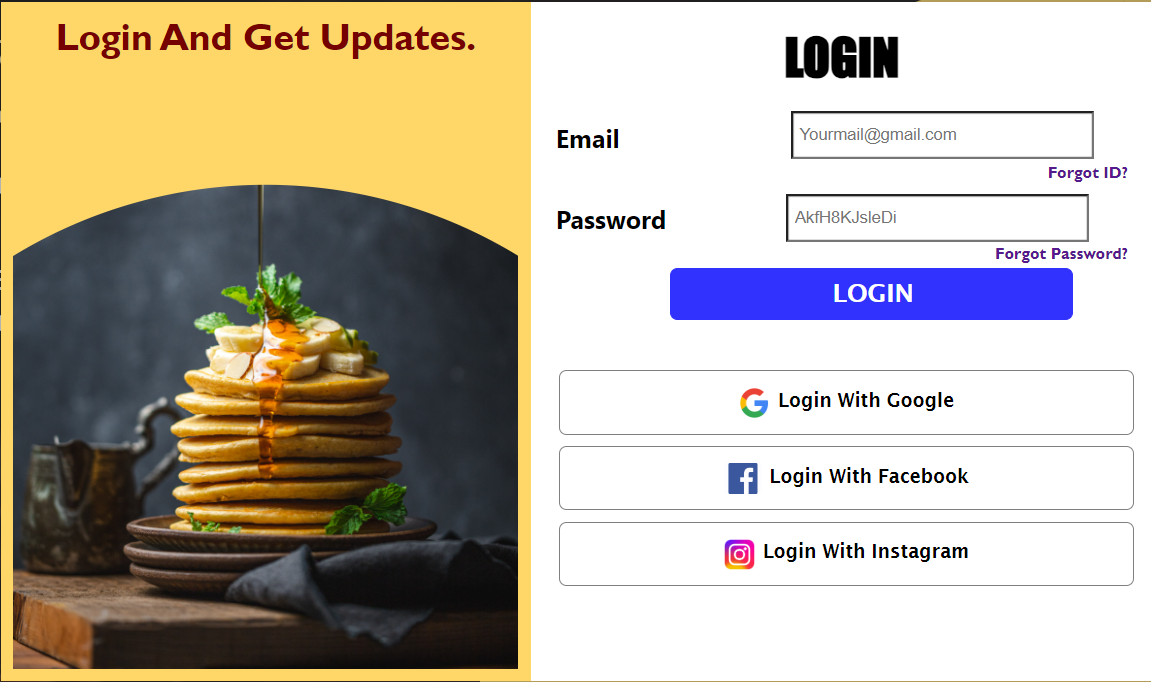 Login And Get Updates.
LOGIN
Email
Yourmail@gmail.com
Forgot ID?
Password
AkfH8KJsleDi
Forgot Password?
LOGIN
Login With Google
Login With Facebook
Login With Instagram